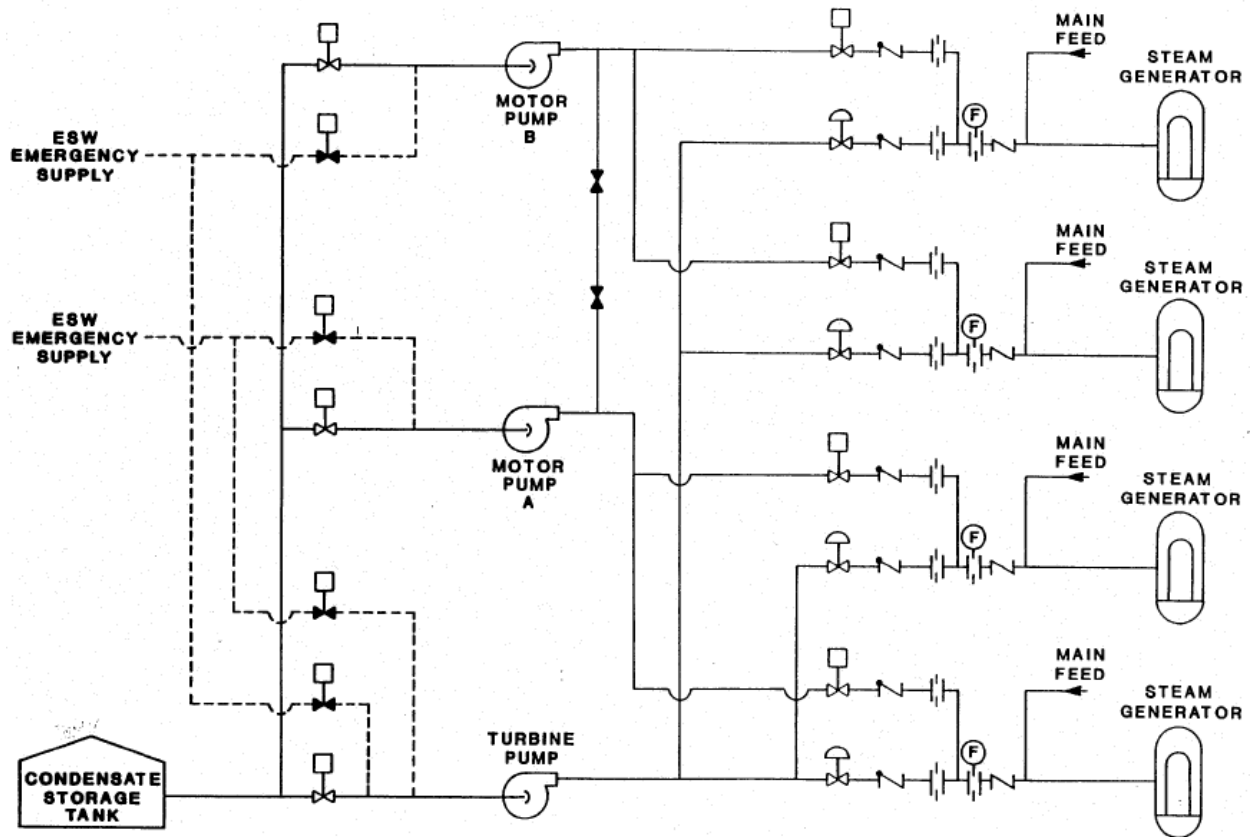 MAIN
FEED
STEAM
GENERATOR
MOTOR
PUMP
B
F
ESW
EMERGENCY
SUPPLY
MAIN
FEED
STEAM
GENERATOR
F
ESW
EMERGENCY
SUPPLY
MOTOR
PUMP
A
MAIN
FEED
STEAM
GENERATOR
F
MAIN
FEED
STEAM
GENERATOR
TURBINE
PUMP
F
CONDENSATE
STORAGE
TANK